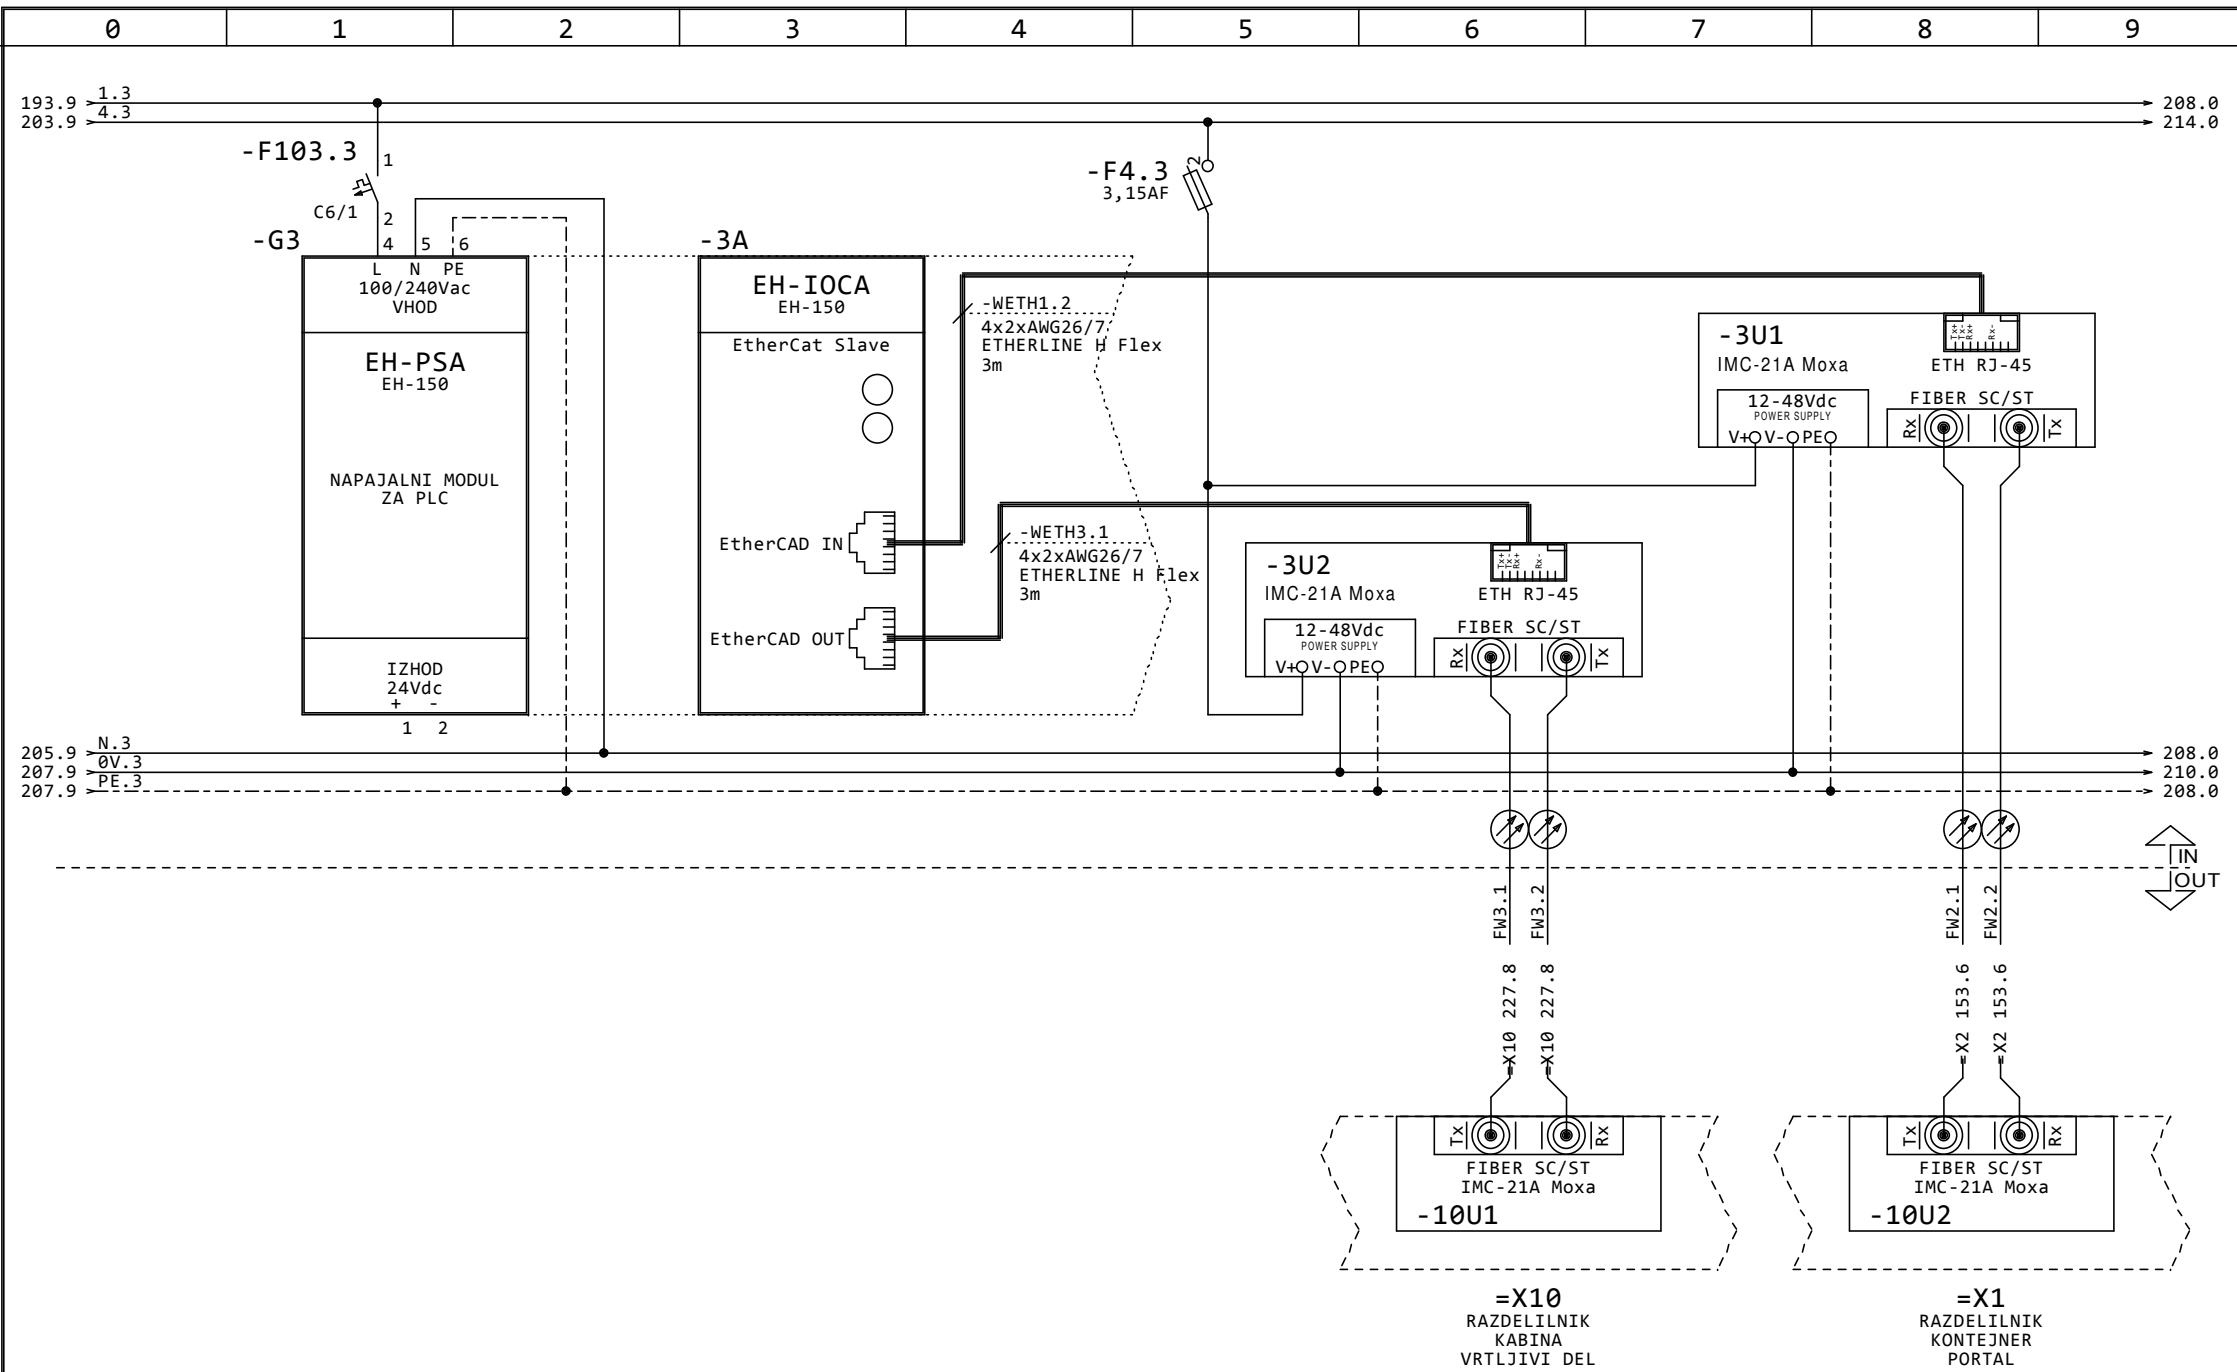 0 1 2 3 4 5 6 7 8 9
193.9 1.3 208.0
203.9 4.3 214.0
-F103.3
1
C6/1
2
-F4.3
3,15AF
2
-G3
4 5 6
L N PE
100/240Vac
VHOD
EH-PSA
EH-150
NAPAJALNI MODUL
ZA PLC
IZHOD
24Vdc
+ -
1 2
-3A
EH-IOCA
EH-150
EtherCat Slave
EtherCAD IN
EtherCAD OUT
-WETH1.2
4x2xAWG26/7
ETHERLINE H Flex
3m
-WETH3.1
4x2xAWG26/7
ETHERLINE H Flex
3m
-3U1
IMC-21A Moxa
Tx+ Tx- Rx+ Rx-
ETH RJ-45
12-48Vdc
POWER SUPPLY
V+ V- PE
FIBER SC/ST
Rx Tx
-3U2
IMC-21A Moxa
Tx+ Tx- Rx+ Rx-
ETH RJ-45
12-48Vdc
POWER SUPPLY
V+ V- PE
FIBER SC/ST
Rx Tx
205.9 N.3 208.0
207.9 0V.3 210.0
207.9 PE.3 208.0
IN
OUT
FW3.1
FW3.2
FW2.1
FW2.2
=X10 227.8
=X10 227.8
=X2 153.6
=X2 153.6
Tx Rx
FIBER SC/ST
IMC-21A Moxa
-10U1
Tx Rx
FIBER SC/ST
IMC-21A Moxa
-10U2
=X10
RAZDELILNIK
KABINA
VRTLJIVI DEL
=X1
RAZDELILNIK
KONTEJNER
PORTAL